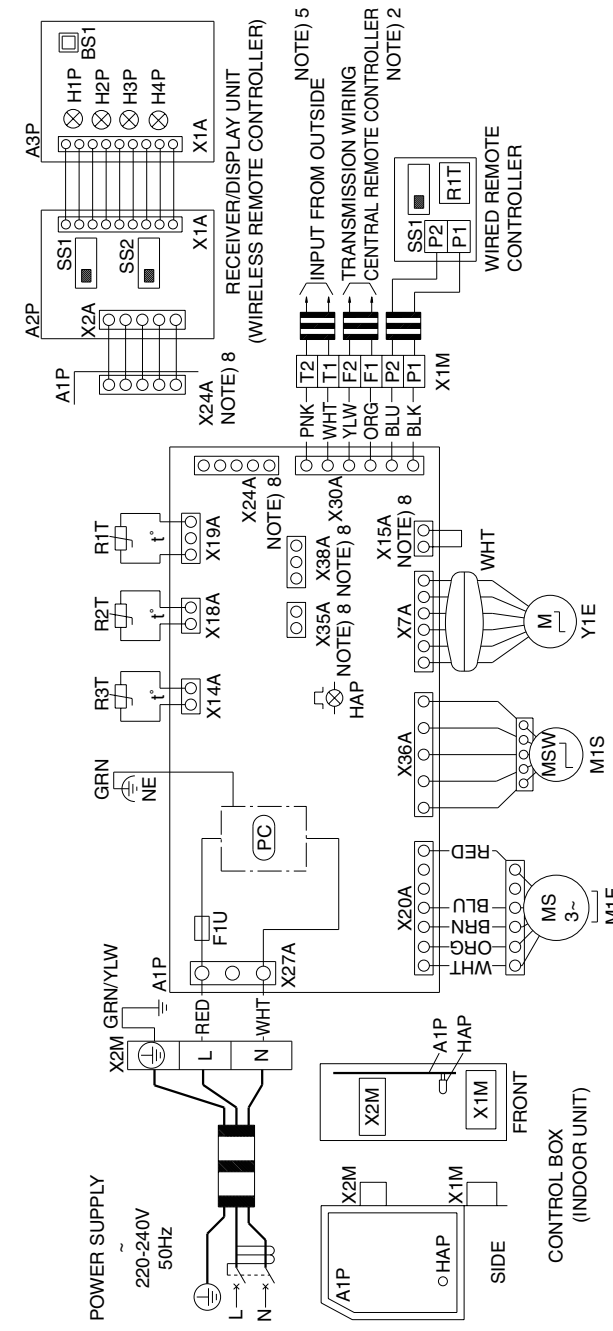 POWER SUPPLY
~
220-240V
50Hz
L
N
X2M
L
N
GRN/YLW
A1P
RED
WHT
X27A
F1U
PC
GRN
NE
R3T
t°
X14A
R2T
t°
X18A
R1T
t°
X19A
HAP
X35A
NOTE) 8
X38A
NOTE) 8
X24A
NOTE) 8
X30A
X15A
NOTE) 8
X20A
WHT
ORG
BRN
BLU
RED
MS
3~
M1F
X36A
MSW
M1S
X7A
WHT
M
Y1E
PNK
WHT
YLW
ORG
BLU
BLK
T2
T1
F2
F1
P2
P1
X1M
INPUT FROM OUTSIDE
NOTE) 5
TRANSMISSION WIRING
CENTRAL REMOTE CONTROLLER
NOTE) 2
SS1
P2
P1
R1T
WIRED REMOTE
CONTROLLER
A1P
X24A
NOTE) 8
A2P
X2A
SS1
SS2
X1A
A3P
BS1
H1P
H2P
H3P
H4P
X1A
RECEIVER/DISPLAY UNIT
(WIRELESS REMOTE CONTROLLER)
A1P
HAP
X2M
X1M
SIDE
X2M
X1M
A1P
HAP
FRONT
CONTROL BOX
(INDOOR UNIT)